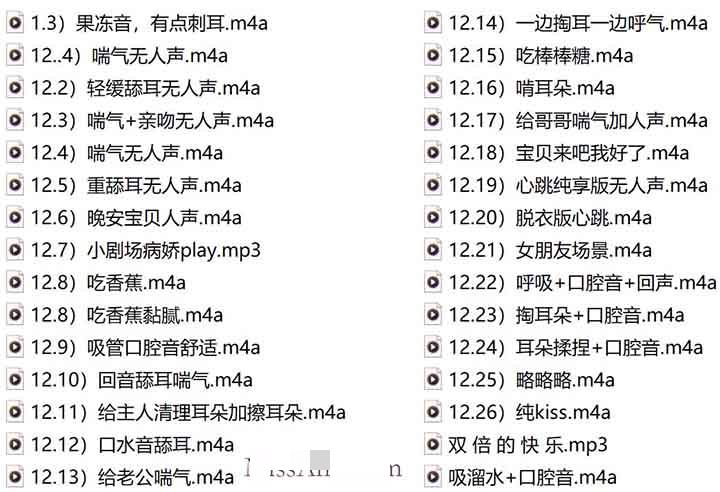 1.3）果冻音，有点刺耳.m4a
12..4）喘气无人声.m4a
12.2）轻缓舔耳无人声.m4a
12.3）喘气+亲吻无人声.m4a
12.4）喘气无人声.m4a
12.5）重舔耳无人声.m4a
12.6）晚安宝贝人声.m4a
12.7）小剧场病娇play.mp3
12.8）吃香蕉.m4a
12.8）吃香蕉黏腻.m4a
12.9）吸管口腔音舒适.m4a
12.10）回音舔耳喘气.m4a
12.11）给主人清理耳朵加擦耳朵.m4a
12.12）口水音舔耳.m4a
12.13）给老公喘气.m4a
12.14）一边掏耳一边呼气.m4a
12.15）吃棒棒糖.m4a
12.16）啃耳朵.m4a
12.17）给哥哥喘气加人声.m4a
12.18）宝贝来吧我好了.m4a
12.19）心跳纯享版无人声.m4a
12.20）脱衣版心跳.m4a
12.21）女朋友场景.m4a
12.22）呼吸+口腔音+回声.m4a
12.23）掏耳朵+口腔音.m4a
12.24）耳朵揉捏+口腔音.m4a
12.25）略略略.m4a
12.26）纯kiss.m4a
双 倍 的 快 乐.mp3
吸溜水+口腔音.m4a